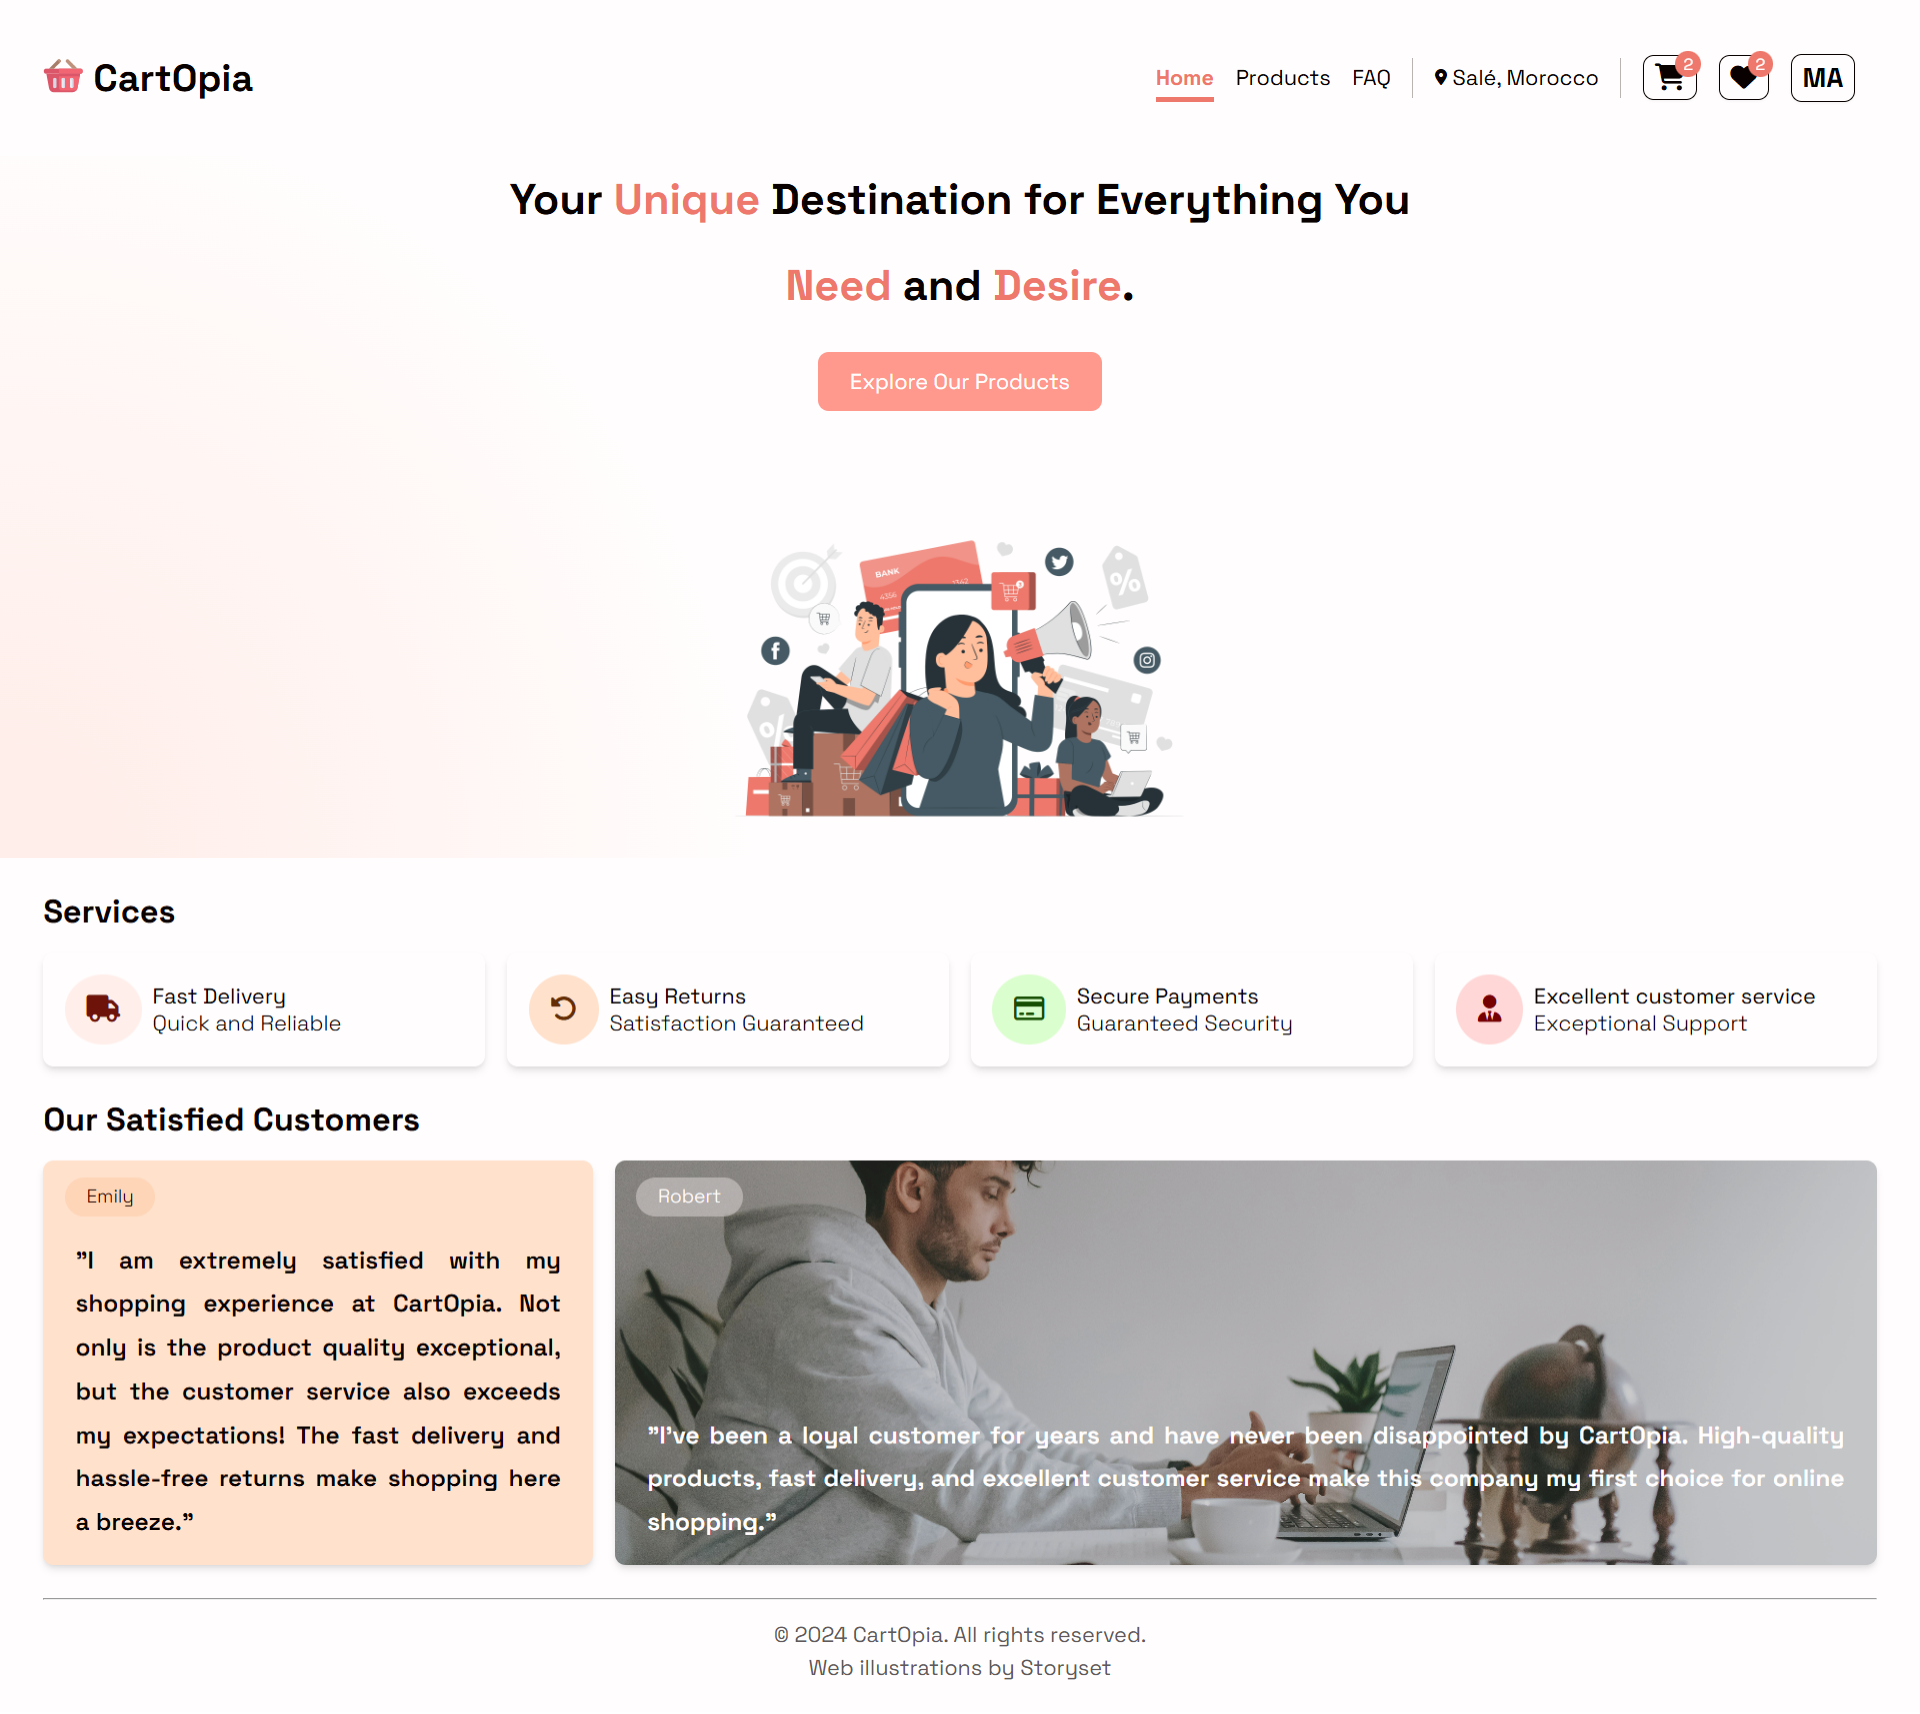 CartOpia
Home Products FAQ Salé, Morocco 2 2 MA
Your Unique Destination for Everything You
Need and Desire.
Explore Our Products
BANK
4356 1342
%
%
Services
Fast Delivery
Quick and Reliable
Easy Returns
Satisfaction Guaranteed
Secure Payments
Guaranteed Security
Excellent customer service
Exceptional Support
Our Satisfied Customers
Emily
"I am extremely satisfied with my
shopping experience at CartOpia. Not
only is the product quality exceptional,
but the customer service also exceeds
my expectations! The fast delivery and
hassle-free returns make shopping here
a breeze."
Robert
"I've been a loyal customer for years and have never been disappointed by CartOpia. High-quality
products, fast delivery, and excellent customer service make this company my first choice for online
shopping."
© 2024 CartOpia. All rights reserved.
Web illustrations by Storyset